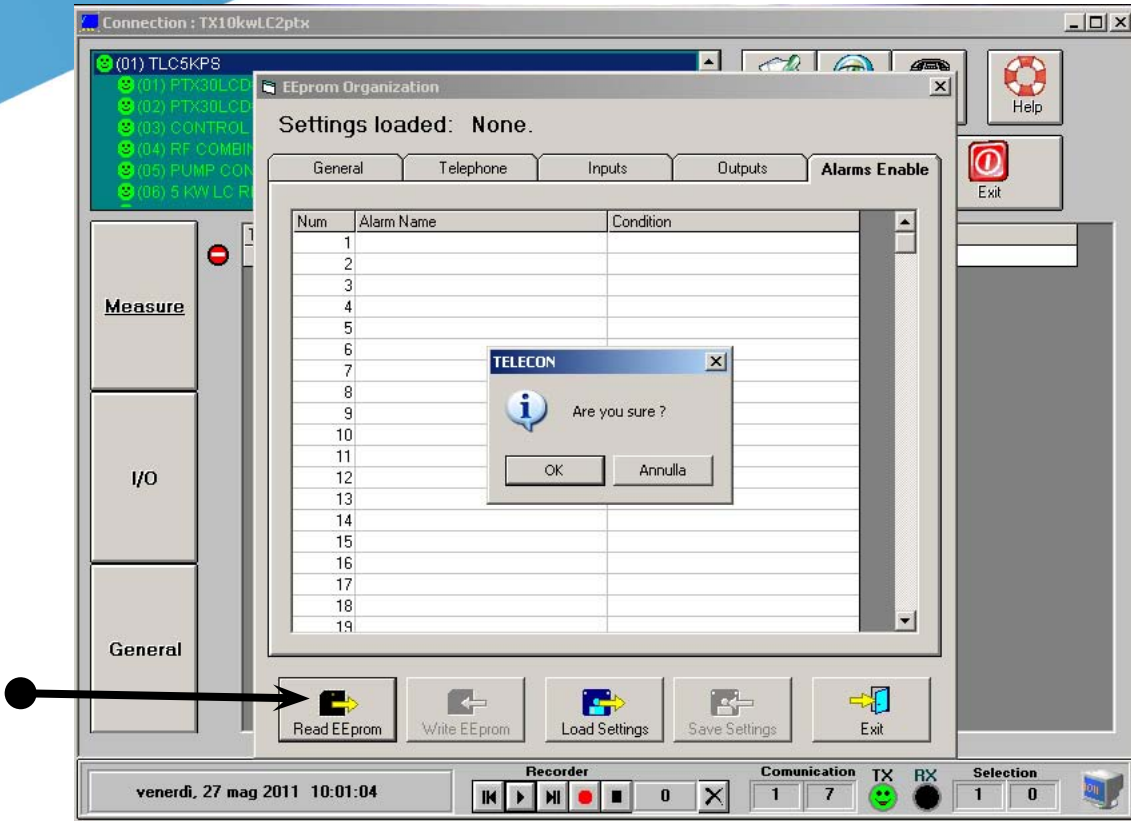 Connection : TX10kwLC2ptx
(01) TLC5KPS
(01) PTX30LCD
(02) PTX30LCD
(03) CONTROL
(04) RF COMBIN
(05) PUMP CON
(06) 5 KW LC R
Help
Exit
EEprom Organization
Settings loaded: None.
General Telephone Inputs Outputs Alarms Enable
Num Alarm Name Condition
1
2
3
4
5
6
7
8
9
10
11
12
13
14
15
16
17
18
19
TELECON
Are you sure ?
OK Annulla
Measure
I/O
General
Read EEprom Write EEprom Load Settings Save Settings Exit
Recorder Comunication TX RX Selection
venerdì, 27 mag 2011 10:01:04 0 1 7 1 0